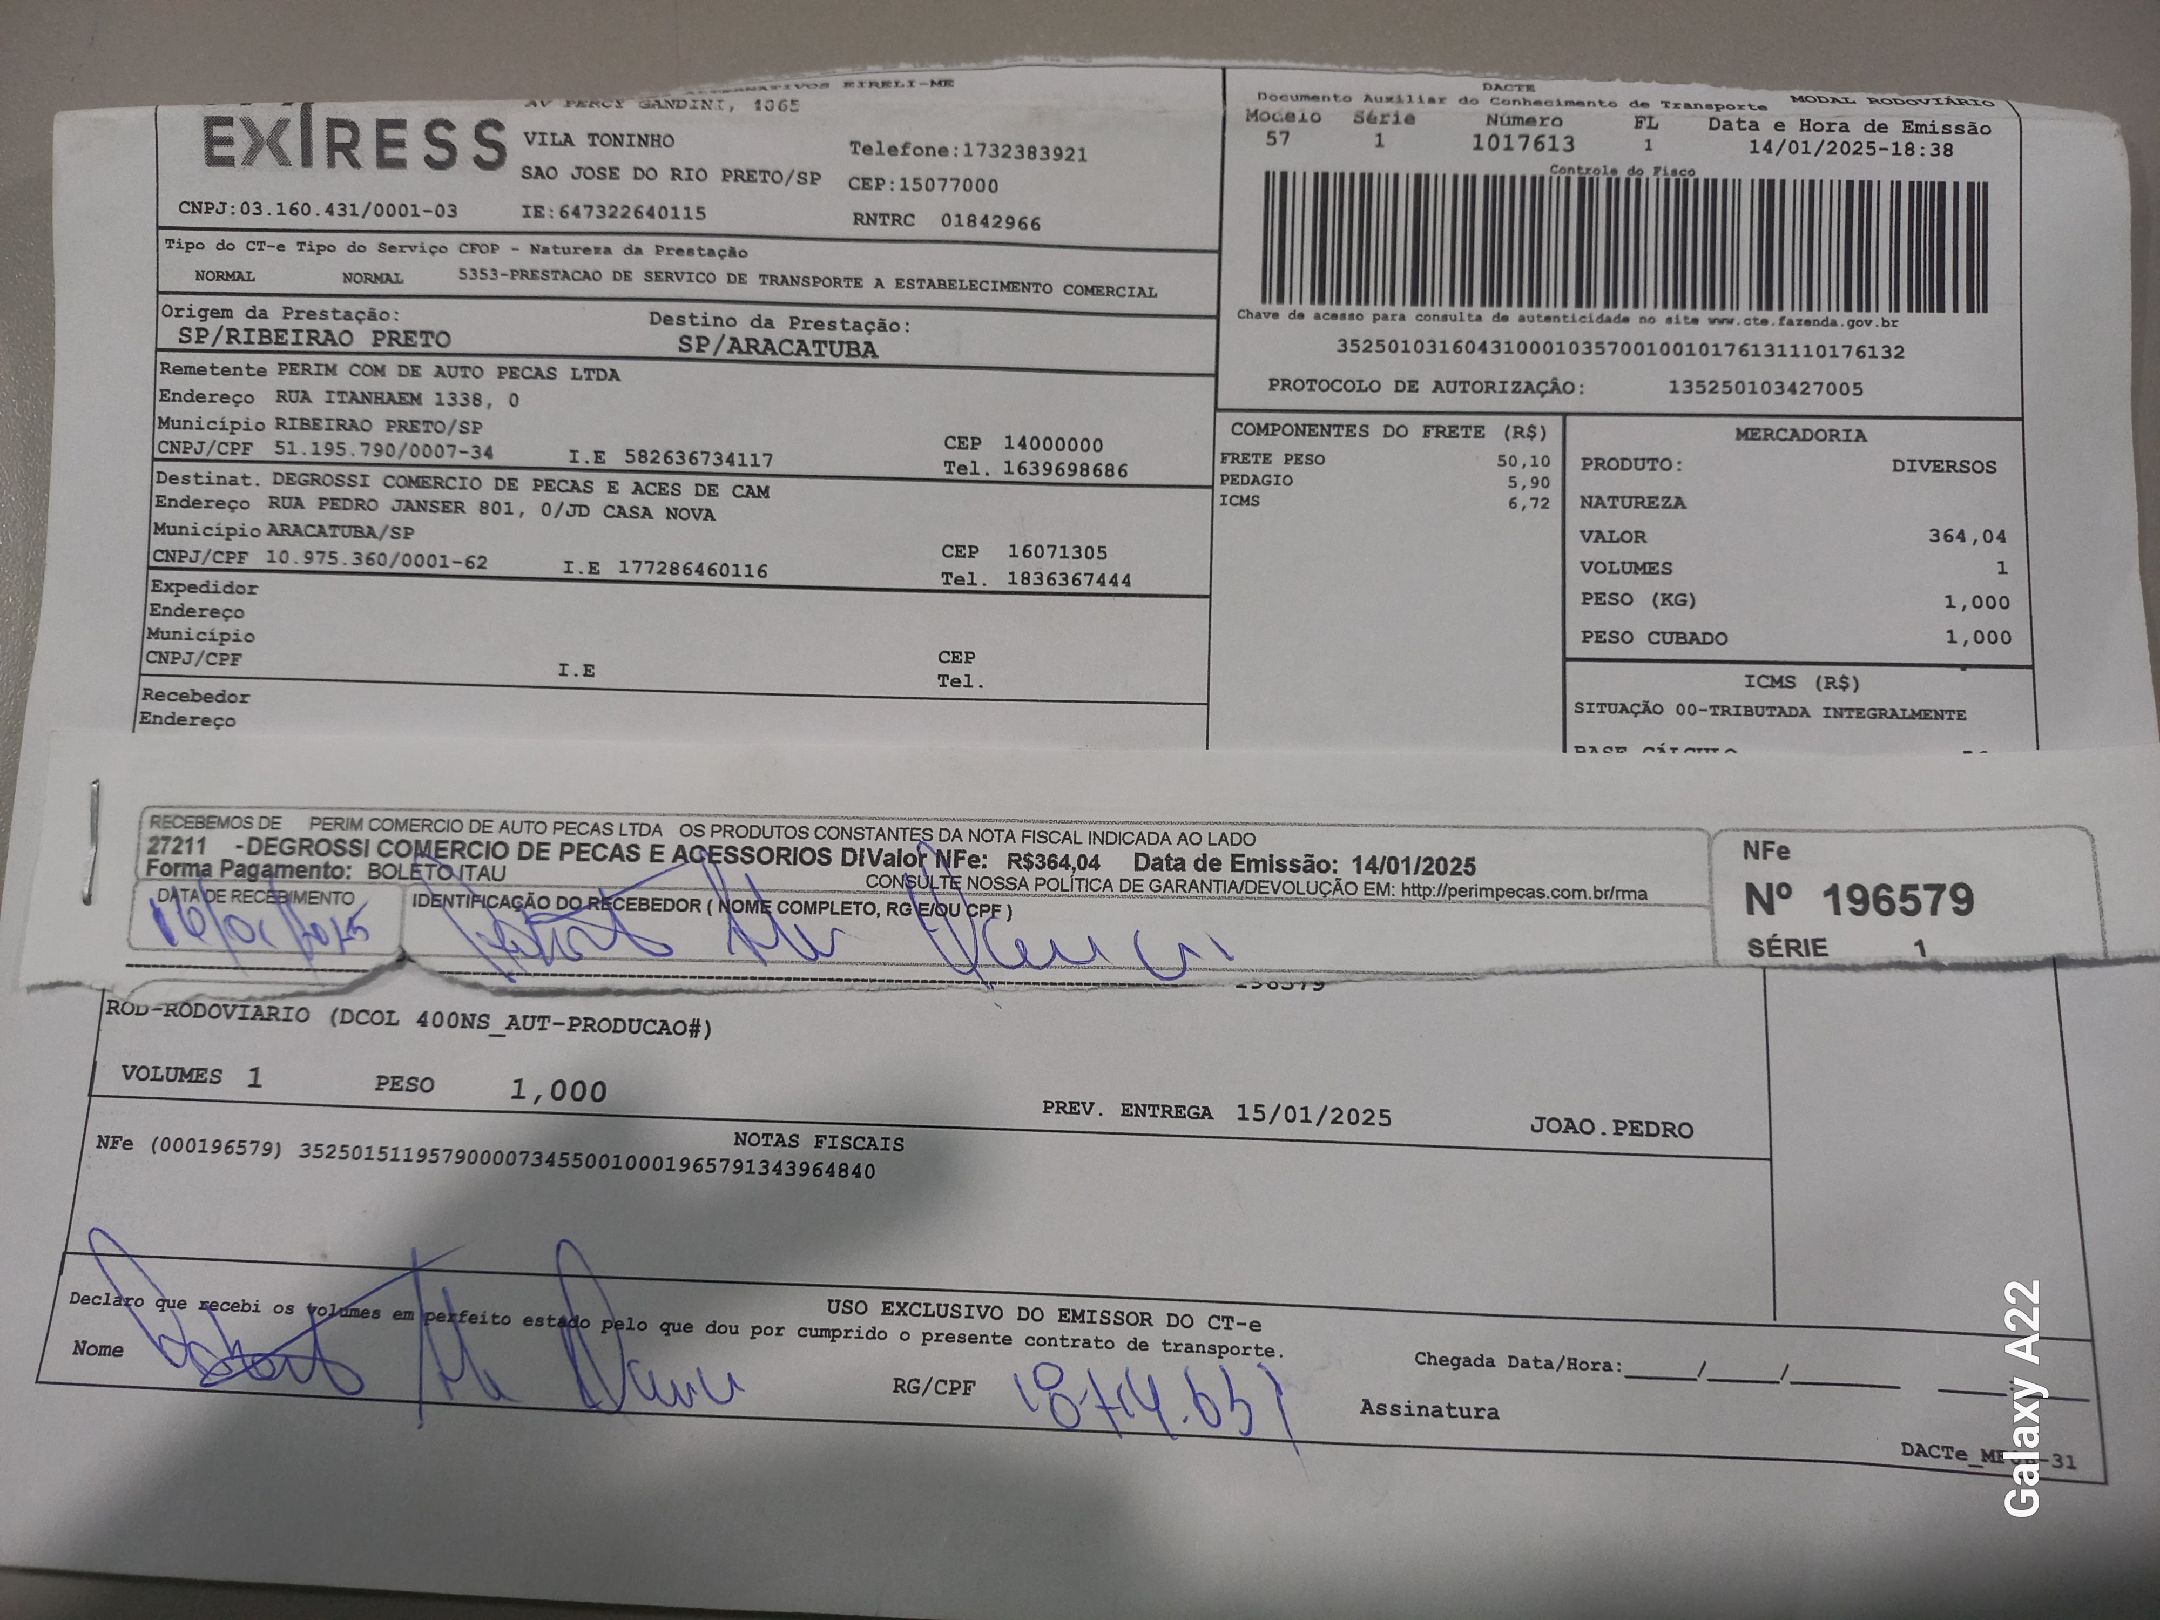 EIRELI-ME
AV PERCY GANDINI, 1065
EXPRESS
VILA TONINHO
Telefone:1732383921
SAO JOSE DO RIO PRETO/SP
CEP:15077000
CNPJ:03.160.431/0001-03
IE:647322640115
RNTRC 01842966
Tipo do CT-e Tipo do Serviço CFOP - Natureza da Prestação
NORMAL NORMAL 5353-PRESTACAO DE SERVICO DE TRANSPORTE A ESTABELECIMENTO COMERCIAL
Origem da Prestação:
SP/RIBEIRAO PRETO
Destino da Prestação:
SP/ARACATUBA
Remetente PERIM COM DE AUTO PECAS LTDA
Endereço RUA ITANHAEM 1338, 0
Município RIBEIRAO PRETO/SP
CEP 14000000
CNPJ/CPF 51.195.790/0007-34 I.E 582636734117 Tel. 1639698686
Destinat. DEGROSSI COMERCIO DE PECAS E ACES DE CAM
Endereço RUA PEDRO JANSER 801, 0/JD CASA NOVA
Município ARACATUBA/SP
CEP 16071305
CNPJ/CPF 10.975.360/0001-62 I.E 177286460116 Tel. 1836367444
Expedidor
Endereço
Município
CEP
CNPJ/CPF I.E Tel.
Recebedor
Endereço
DACTE
Documento Auxiliar do Conhecimento de Transporte MODAL RODOVIÁRIO
Modelo Série Número FL Data e Hora de Emissão
57 1 1017613 1 14/01/2025-18:38
Controle do Fisco
Chave de acesso para consulta de autenticidade no site www.cte.fazenda.gov.br
35250103160431000103570010010176131110176132
PROTOCOLO DE AUTORIZAÇÃO: 135250103427005
COMPONENTES DO FRETE (R$)
FRETE PESO 50,10
PEDAGIO 5,90
ICMS 6,72
MERCADORIA
PRODUTO: DIVERSOS
NATUREZA
VALOR 364,04
VOLUMES 1
PESO (KG) 1,000
PESO CUBADO 1,000
ICMS (R$)
SITUAÇÃO 00-TRIBUTADA INTEGRALMENTE
BASE CÁLCULO
RECEBEMOS DE PERIM COMERCIO DE AUTO PECAS LTDA OS PRODUTOS CONSTANTES DA NOTA FISCAL INDICADA AO LADO
27211 -DEGROSSI COMERCIO DE PECAS E ACESSORIOS DI Valor NFe: R$364,04 Data de Emissão: 14/01/2025
Forma Pagamento: BOLETO ITAU
CONSULTE NOSSA POLÍTICA DE GARANTIA/DEVOLUÇÃO EM: http://perimpecas.com.br/rma
DATA DE RECEBIMENTO
IDENTIFICAÇÃO DO RECEBEDOR ( NOME COMPLETO, RG E/OU CPF )
16/01/2025
NFe
Nº 196579
SÉRIE 1
ROD-RODOVIARIO (DCOL 400NS_AUT-PRODUCAO#)
VOLUMES 1 PESO 1,000
PREV. ENTREGA 15/01/2025 JOAO.PEDRO
NOTAS FISCAIS
NFe (000196579) 35250151195790000734550010001965791343964840
USO EXCLUSIVO DO EMISSOR DO CT-e
Declaro que recebi os volumes em perfeito estado pelo que dou por cumprido o presente contrato de transporte.
Nome
RG/CPF
Chegada Data/Hora:
Assinatura
Galaxy A22